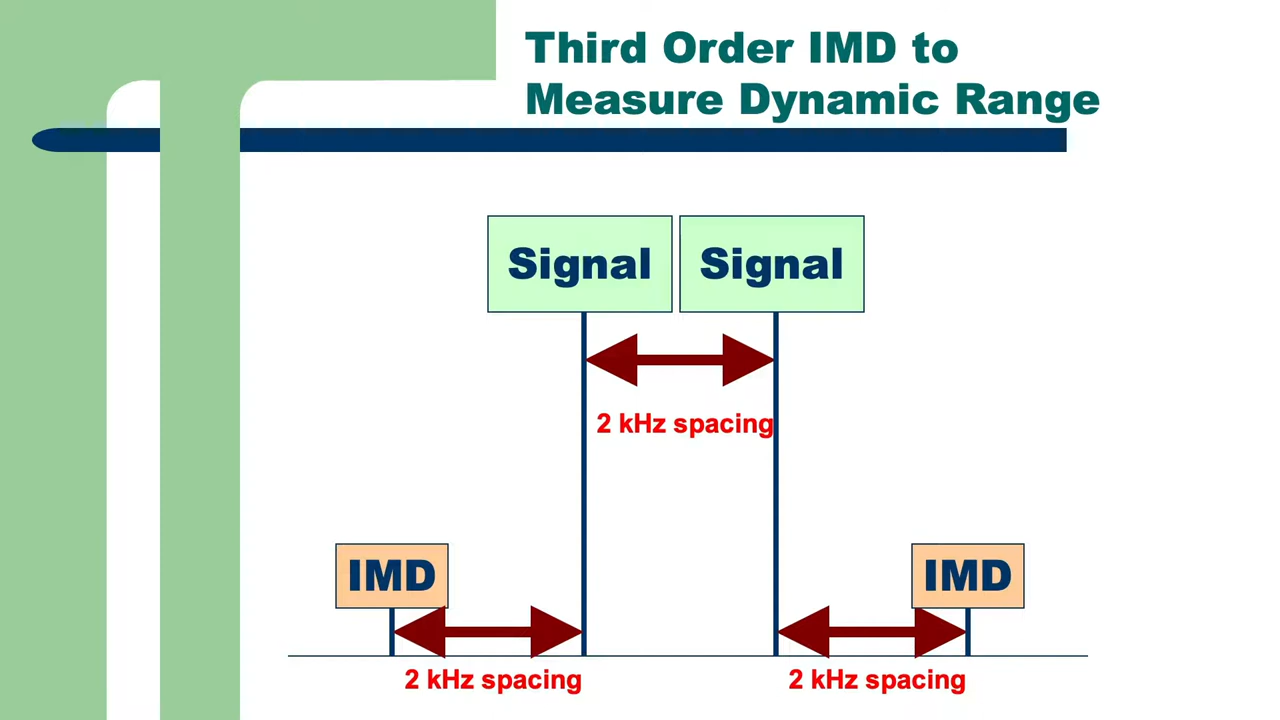 Third Order IMD to
Measure Dynamic Range
Signal
Signal
2 kHz spacing
IMD
IMD
2 kHz spacing
2 kHz spacing